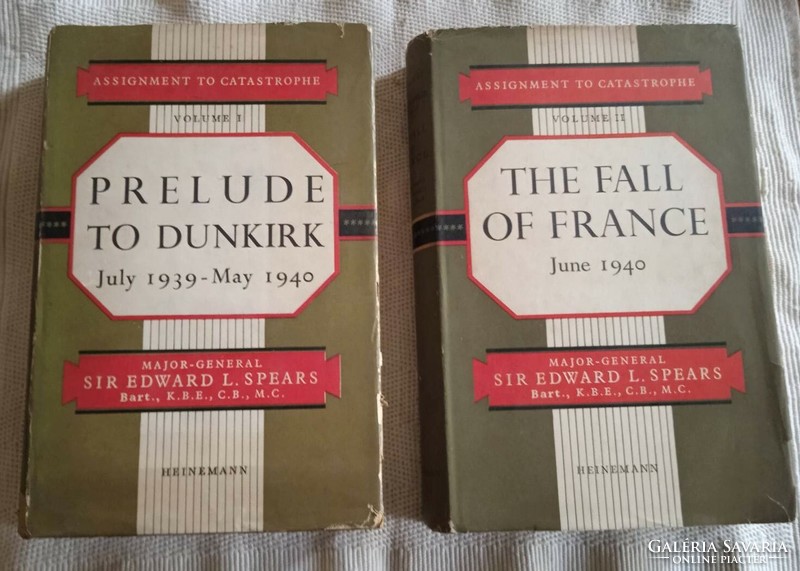 ASSIGNMENT TO CATASTROPHE
VOLUME I
PRELUDE
TO DUNKIRK
July 1939-May 1940
MAJOR-GENERAL
SIR EDWARD L. SPEARS
Bart., K.B.E., C.B., M.C.
HEINEMANN
ASSIGNMENT TO CATASTROPHE
VOLUME II
THE FALL
OF FRANCE
June 1940
MAJOR-GENERAL
SIR EDWARD L. SPEARS
Bart., K.B.E., C.B., M.C.
HEINEMANN
GALÉRIA SAVARIA
ONLINE PIACTÉR